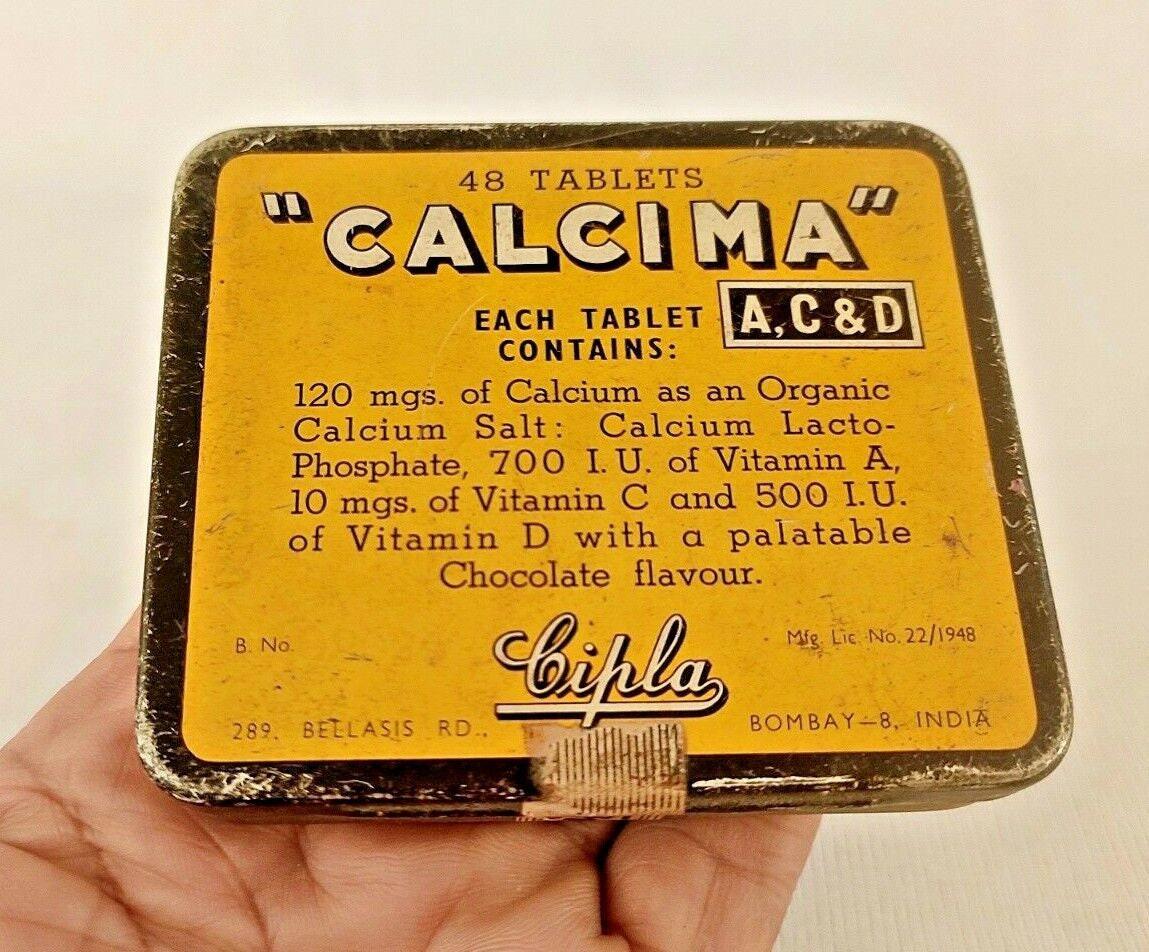 48 TABLETS
"CALCIMA"
A, C & D
EACH TABLET
CONTAINS:
120 mgs. of Calcium as an Organic
Calcium Salt: Calcium Lacto-
Phosphate, 700 I.U. of Vitamin A,
10 mgs. of Vitamin C and 500 I.U.
of Vitamin D with a palatable
Chocolate flavour.
B. No.
Mfg. Lic. No. 22/1948
Cipla
289, BELLASIS RD.,
BOMBAY-8, INDIA